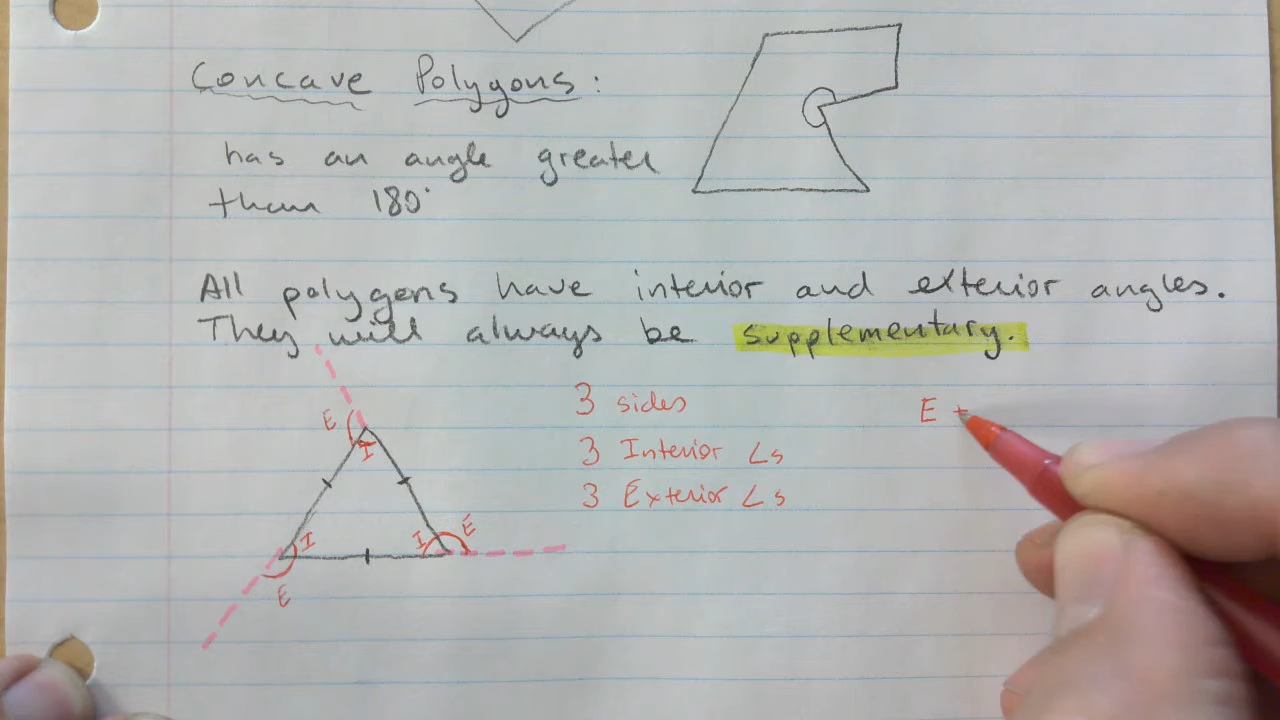 Concave Polygons:
has an angle greater
than 180°
All polygons have interior and exterior angles.
They will always be supplementary.
E
I
I
I
E
E
3 sides
3 Interior ∠s
3 Exterior ∠s
E +